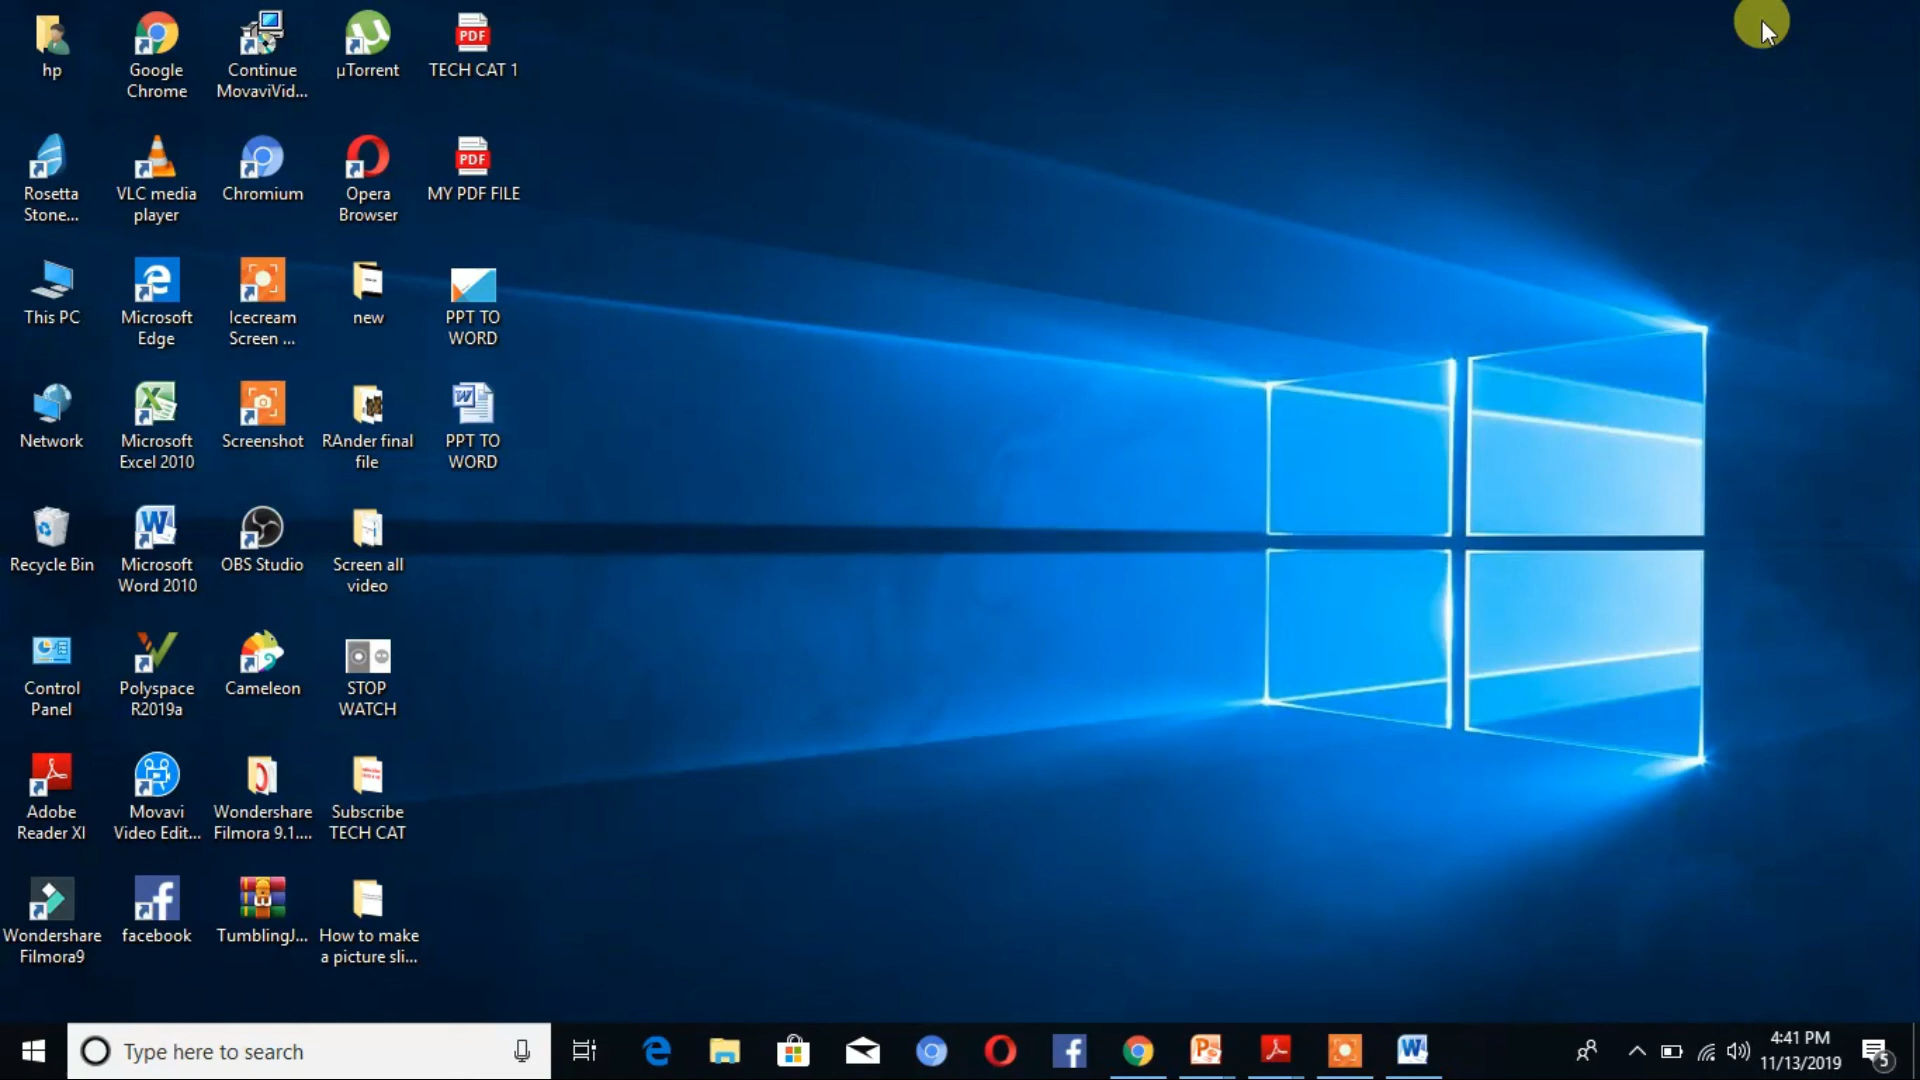 hp
Google
Chrome
Continue
MovaviVid...
µTorrent
PDF
TECH CAT 1
Rosetta
Stone...
VLC media
player
Chromium
Opera
Browser
PDF
MY PDF FILE
This PC
Microsoft
Edge
Icecream
Screen ...
new
PPT TO
WORD
Network
Microsoft
Excel 2010
Screenshot
RAnder final
file
PPT TO
WORD
Recycle Bin
Microsoft
Word 2010
OBS Studio
Screen all
video
Control
Panel
Polyspace
R2019a
Cameleon
STOP
WATCH
Adobe
Reader XI
Movavi
Video Edit...
Wondershare
Filmora 9.1....
Subscribe
TECH CAT
Wondershare
Filmora9
facebook
TumblingJ...
How to make
a picture sli...
Type here to search
4:41 PM
11/13/2019
5